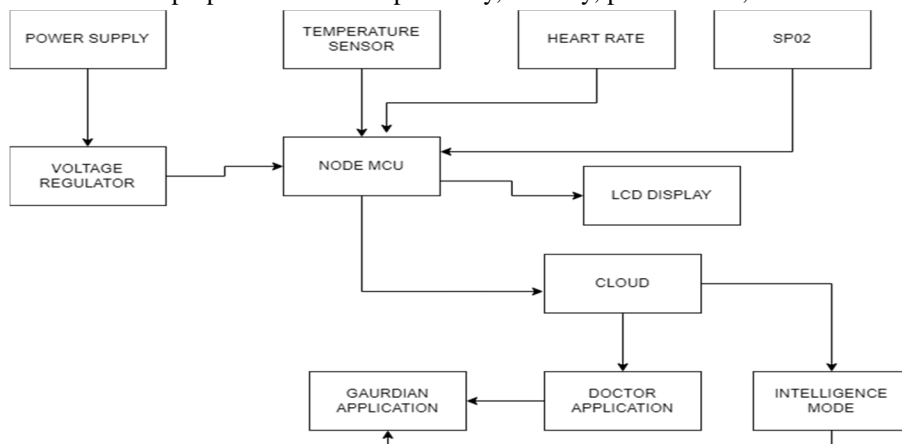 POWER SUPPLY
TEMPERATURE
SENSOR
HEART RATE
SP02
VOLTAGE
REGULATOR
NODE MCU
LCD DISPLAY
CLOUD
GAURDIAN
APPLICATION
DOCTOR
APPLICATION
INTELLIGENCE
MODE